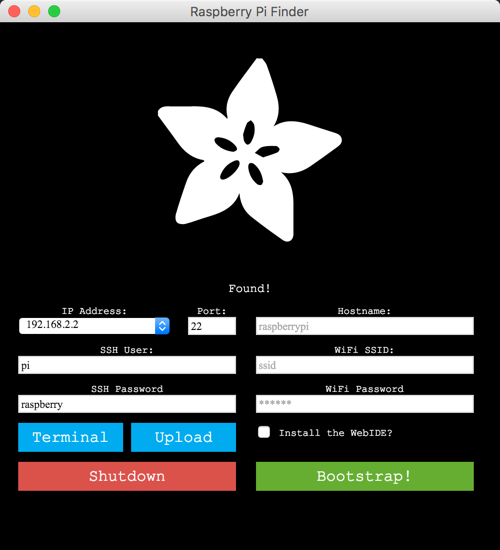 Raspberry Pi Finder
Found!
IP Address: Port: Hostname:
192.168.2.2 22 raspberrypi
SSH User: WiFi SSID:
pi ssid
SSH Password WiFi Password
raspberry ******
Terminal Upload Install the WebIDE?
Shutdown Bootstrap!